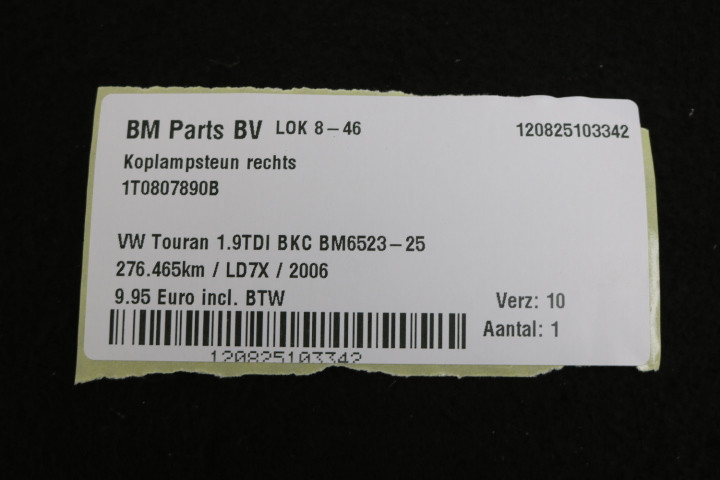 BM Parts BV LOK 8-46 120825103342
Koplampsteun rechts
1T0807890B
VW Touran 1.9TDI BKC BM6523-25
276.465km / LD7X / 2006
9.95 Euro incl. BTW Verz: 10
Aantal: 1
120825103342